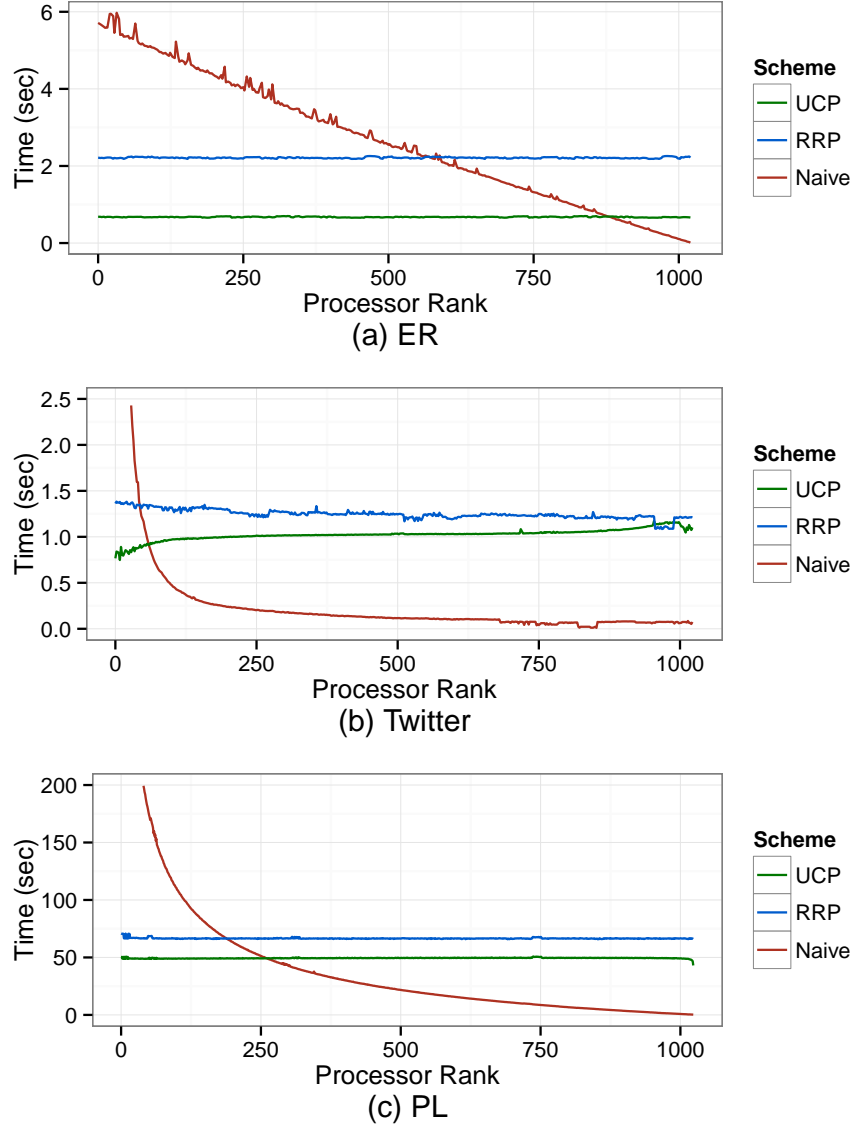 6
4
2
0
Time (sec)
0 250 500 750 1000
Processor Rank
(a) ER
Scheme
UCP
RRP
Naive
2.5
2.0
1.5
1.0
0.5
0.0
Time (sec)
0 250 500 750 1000
Processor Rank
(b) Twitter
Scheme
UCP
RRP
Naive
200
150
100
50
0
Time (sec)
0 250 500 750 1000
Processor Rank
(c) PL
Scheme
UCP
RRP
Naive